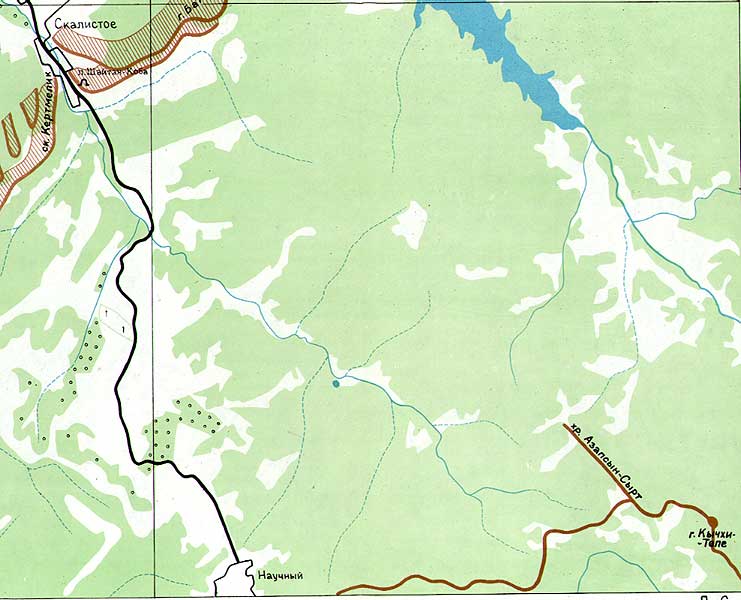 Скалистое
п. Шайтан-Коба
ск. Кертмелик
хр. Азапсын-Сырт
г. Кычхи-
-Тепе
Научный